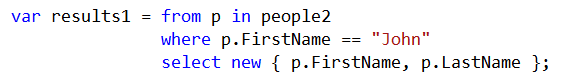 var results1 = from p in people2
               where p.FirstName == "John"
               select new { p.FirstName, p.LastName };